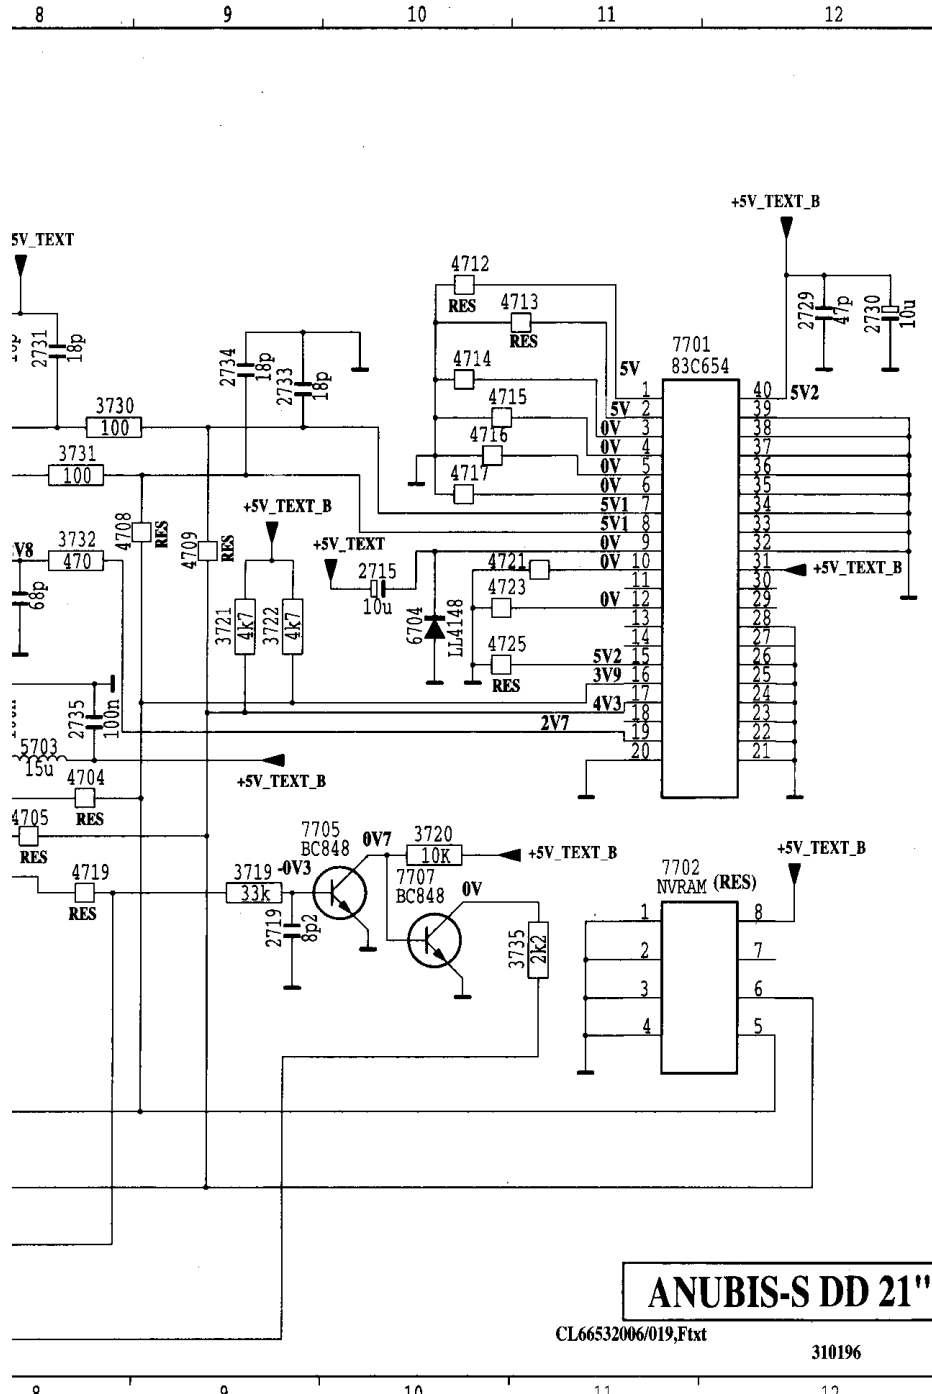 8 9 10 11 12
+5V_TEXT_B
5V_TEXT
4712
RES
4713
RES
2731
18p
2734
18p
2733
18p
2729
47p
2730
10u
7701
83C654
5V
4714
4715
4716
4717
3730
100
3731
100
1 40 5V2
5V 2 39
0V 3 38
0V 4 37
0V 5 36
0V 6 35
5V1 7 34
5V1 8 33
0V 9 32
0V 10 31 +5V_TEXT_B
11 30
0V 12 29
13 28
14 27
5V2 15 26
3V9 16 25
17 24
4V3 18 23
2V7 19 22
20 21
+5V_TEXT_B
4708
RES
4709
RES
+5V_TEXT
V8
3732
470
68p
2715
10u
4721
4723
4725
RES
3721
4k7
3722
4k7
6704
LL4148
2735
100n
5703
15u
+5V_TEXT_B
4704
RES
4705
RES
4719
RES
7705
BC848
0V7
3720
10K
+5V_TEXT_B
3719
33k
-0V3
2719
8p2
7707
BC848
0V
3735
2k2
+5V_TEXT_B
7702
NVRAM (RES)
1 8
2 7
3 6
4 5
ANUBIS-S DD 21"
CL66532006/019,Ftxt
310196
8 9 10 11 12